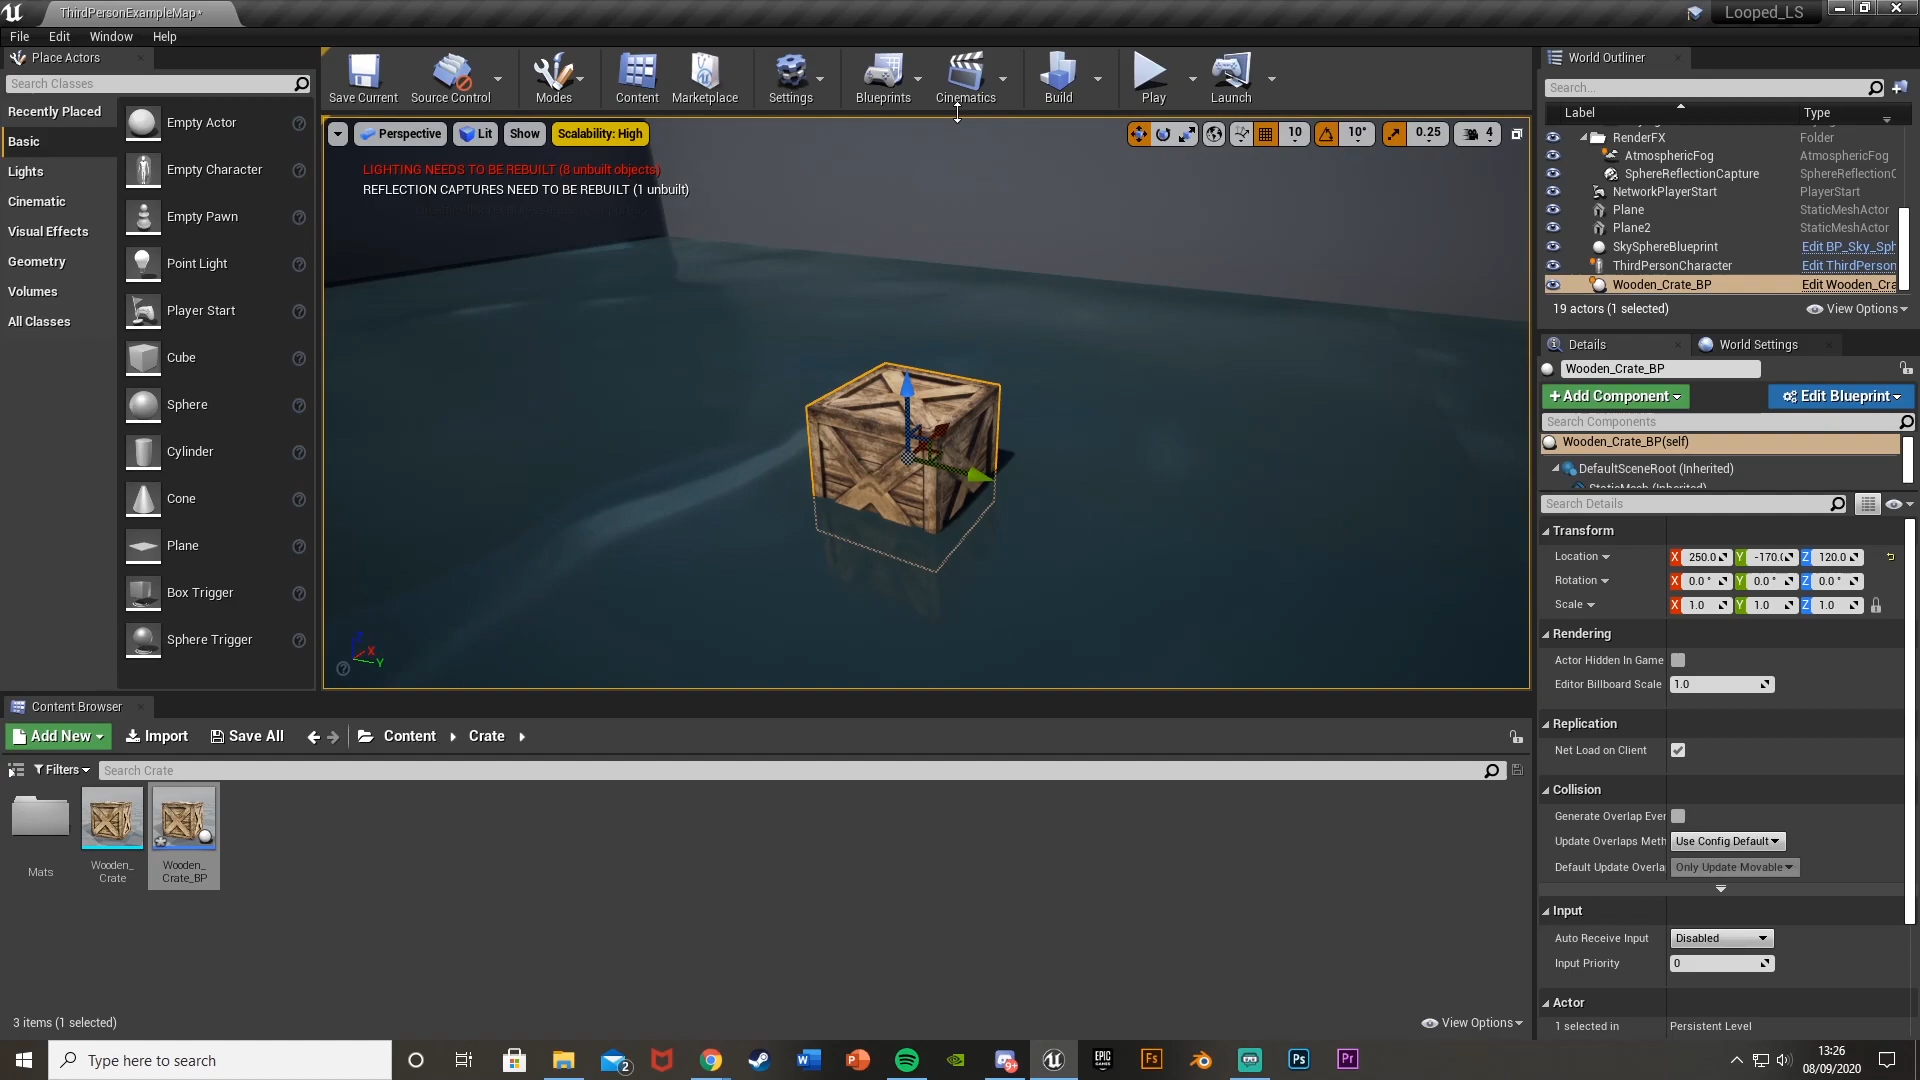 ThirdPersonExampleMap*
Looped_LS
File Edit Window Help
Place Actors
Search Classes
Recently Placed
Basic
Lights
Cinematic
Visual Effects
Geometry
Volumes
All Classes
Empty Actor
Empty Character
Empty Pawn
Point Light
Player Start
Cube
Sphere
Cylinder
Cone
Plane
Box Trigger
Sphere Trigger
Save Current
Source Control
Modes
Content
Marketplace
Settings
Blueprints
Cinematics
Build
Play
Launch
Perspective
Lit
Show
Scalability: High
10
10°
0.25
4
LIGHTING NEEDS TO BE REBUILT (8 unbuilt objects)
REFLECTION CAPTURES NEED TO BE REBUILT (1 unbuilt)
X
Y
World Outliner
Search...
Label Type
RenderFX Folder
AtmosphericFog AtmosphericFog
SphereReflectionCapture SphereReflectionC
NetworkPlayerStart PlayerStart
Plane StaticMeshActor
Plane2 StaticMeshActor
SkySphereBlueprint Edit BP_Sky_Sph
ThirdPersonCharacter Edit ThirdPerson
Wooden_Crate_BP Edit Wooden_Cra
19 actors (1 selected)
View Options
Details
World Settings
Wooden_Crate_BP
+Add Component
Edit Blueprint
Search Components
Wooden_Crate_BP(self)
DefaultSceneRoot (Inherited)
StaticMesh (Inherited)
Search Details
Transform
Location X 250.0 Y -170.( Z 120.0
Rotation X 0.0 ° Y 0.0 ° Z 0.0 °
Scale X 1.0 Y 1.0 Z 1.0
Rendering
Actor Hidden In Game
Editor Billboard Scale 1.0
Replication
Net Load on Client
Collision
Generate Overlap Ever
Update Overlaps Meth Use Config Default
Default Update Overla Only Update Movable
Input
Auto Receive Input Disabled
Input Priority 0
Actor
1 selected in Persistent Level
Content Browser
Add New
Import
Save All
Content
Crate
Filters
Search Crate
Mats
Wooden_
Crate
Wooden_
Crate_BP
3 items (1 selected)
View Options
Type here to search
2
9+
EPIC
GAMES
Fs
Ps
Pr
13:26
08/09/2020